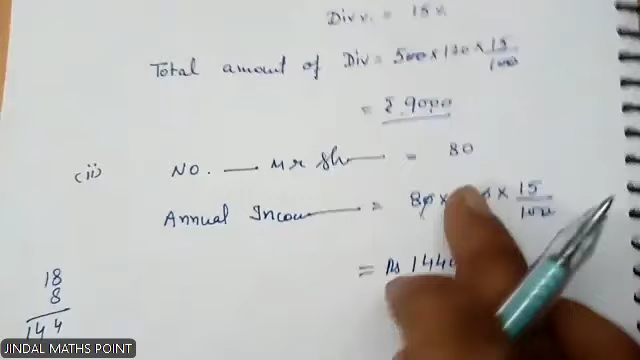 Div %. = 15 %.
Total amount of Div = 500 × 120 × 15/100
= ₹ 9000
(ii) No. — Mr Sh— = 80
Annual Incom— = 80 × × 15/100
= Rs 144
18
8
144
JINDAL MATHS POINT